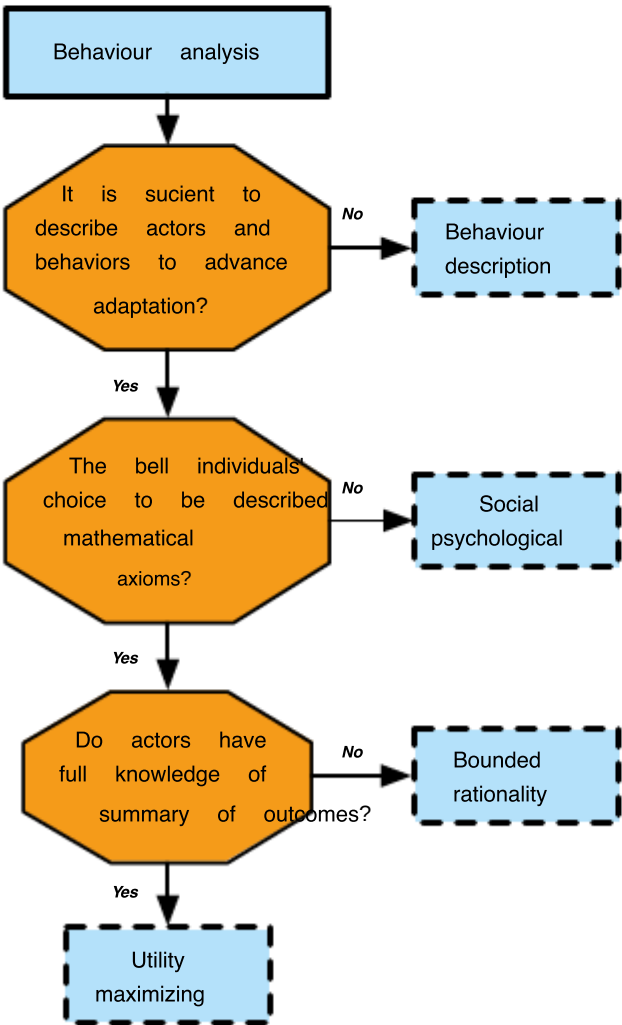 Behaviour analysis
It is sucient to
describe actors and
behaviors to advance
adaptation?
No
Behaviour
description
Yes
The bell individuals'
choice to be described
mathematical
axioms?
No
Social
psychological
Yes
Do actors have
full knowledge of
summary of outcomes?
No
Bounded
rationality
Yes
Utility
maximizing